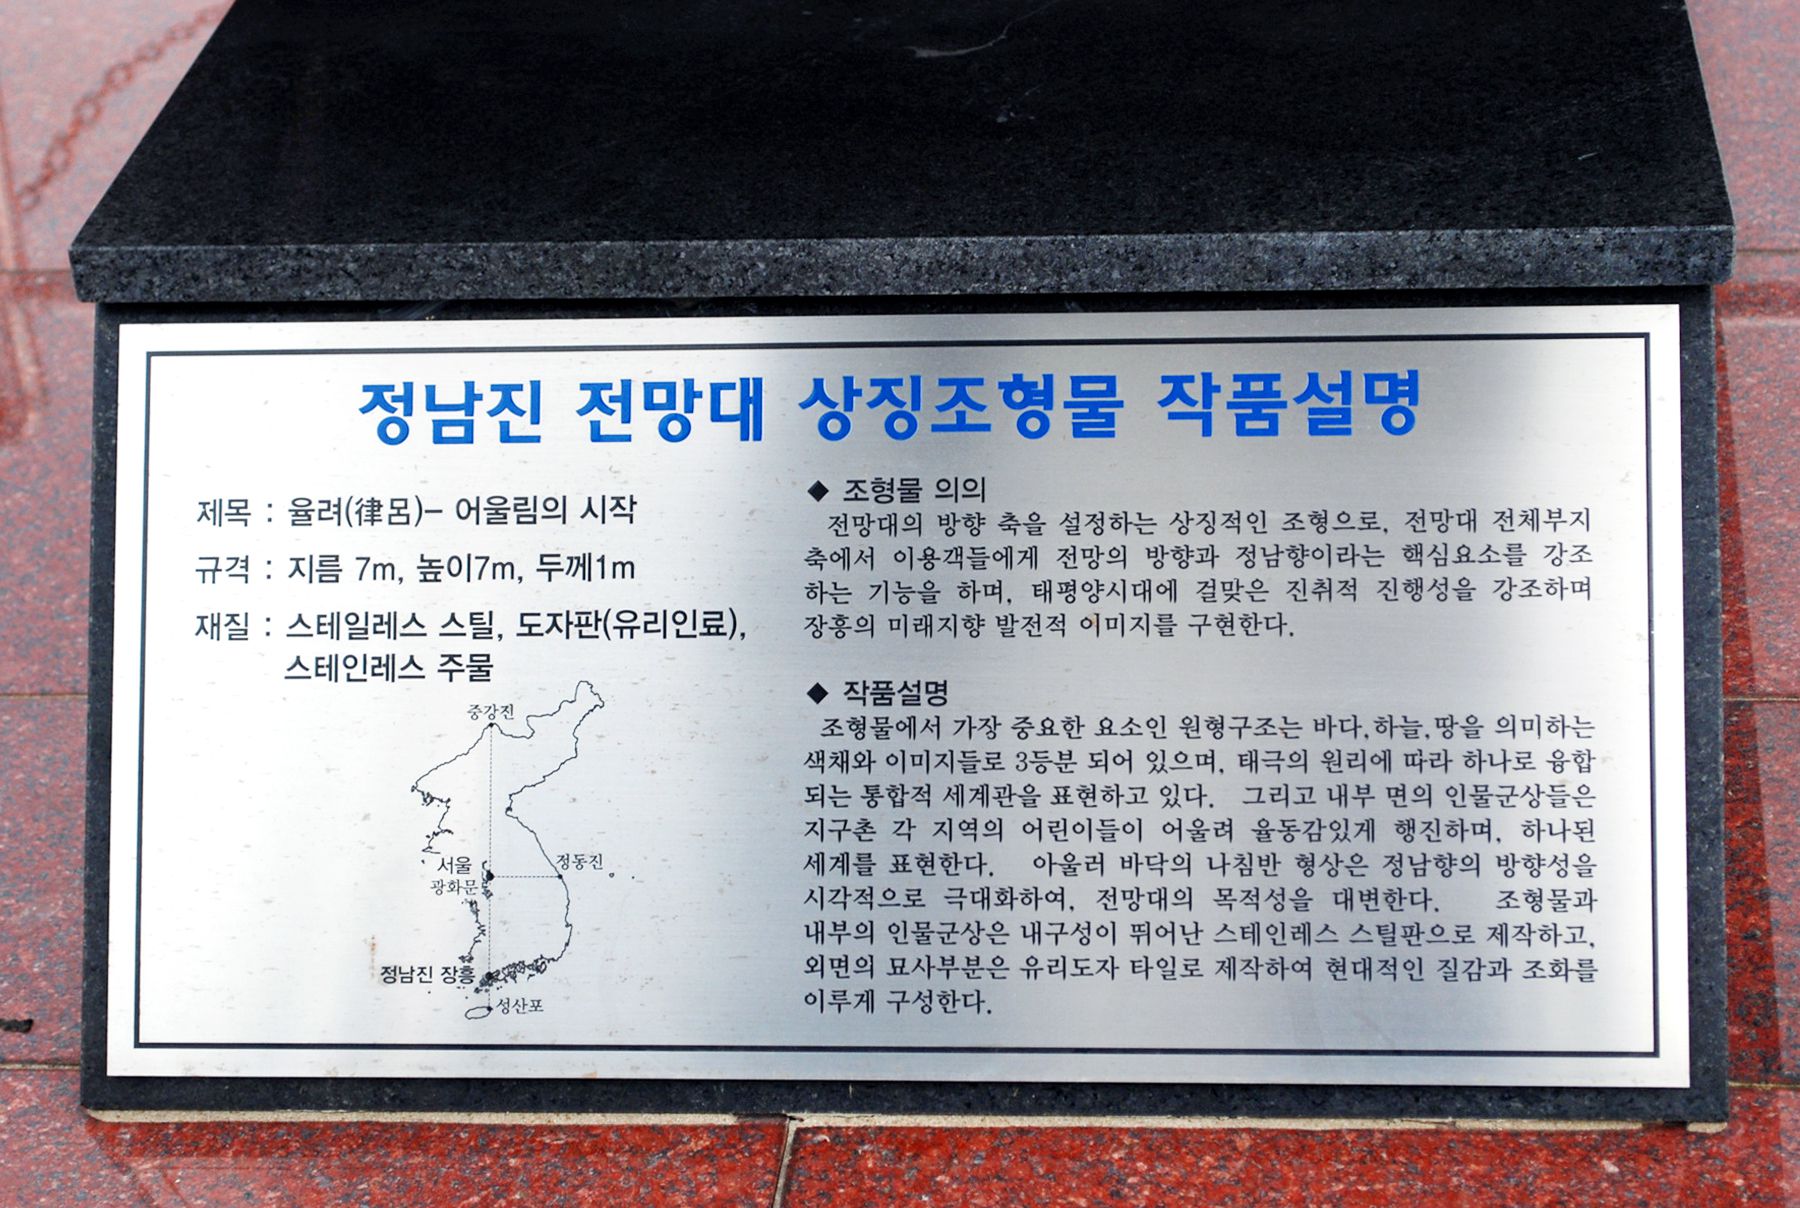 정남진 전망대 상징조형물 작품설명
제목 : 율려(律呂)– 어울림의 시작
규격 : 지름 7m, 높이7m, 두께1m
재질 : 스테일레스 스틸, 도자판(유리인료),
스테인레스 주물
중강진
서울
광화문
정동진
정남진 장흥
성산포
◆ 조형물 의의
전망대의 방향 축을 설정하는 상징적인 조형으로, 전망대 전체부지
축에서 이용객들에게 전망의 방향과 정남향이라는 핵심요소를 강조
하는 기능을 하며, 태평양시대에 걸맞은 진취적 진행성을 강조하며
장흥의 미래지향 발전적 이미지를 구현한다.
◆ 작품설명
조형물에서 가장 중요한 요소인 원형구조는 바다,하늘,땅을 의미하는
색채와 이미지들로 3등분 되어 있으며, 태극의 원리에 따라 하나로 융합
되는 통합적 세계관을 표현하고 있다. 그리고 내부 면의 인물군상들은
지구촌 각 지역의 어린이들이 어울려 율동감있게 행진하며, 하나된
세계를 표현한다. 아울러 바닥의 나침반 형상은 정남향의 방향성을
시각적으로 극대화하여, 전망대의 목적성을 대변한다. 조형물과
내부의 인물군상은 내구성이 뛰어난 스테인레스 스틸판으로 제작하고,
외면의 묘사부분은 유리도자 타일로 제작하여 현대적인 질감과 조화를
이루게 구성한다.